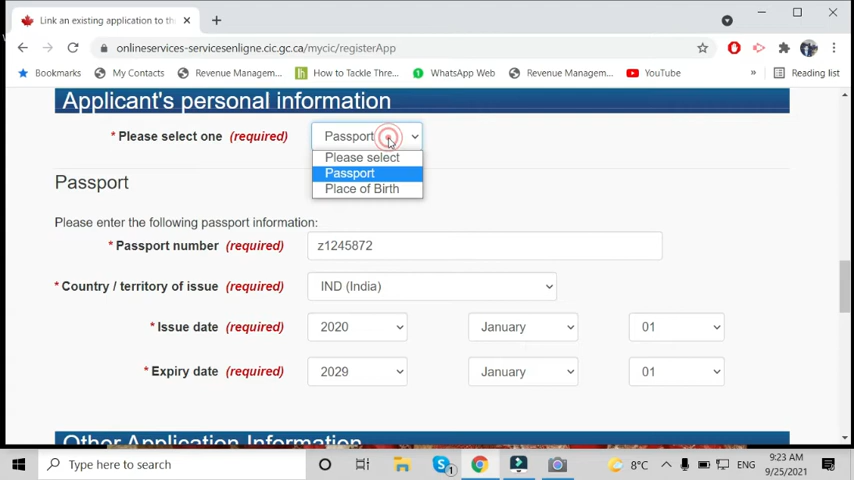 Link an existing application to th
onlineservices-servicesenligne.cic.gc.ca/mycic/registerApp
Bookmarks My Contacts Revenue Managem... How to Tackle Thre... WhatsApp Web Revenue Managem... YouTube » Reading list
Applicant's personal information
* Please select one (required) Passport
Please select
Passport
Place of Birth
Passport
Please enter the following passport information:
* Passport number (required) z1245872
* Country / territory of issue (required) IND (India)
* Issue date (required) 2020 January 01
* Expiry date (required) 2029 January 01
Other Application Information
Type here to search 1 8°C ENG 9:23 AM
9/25/2021